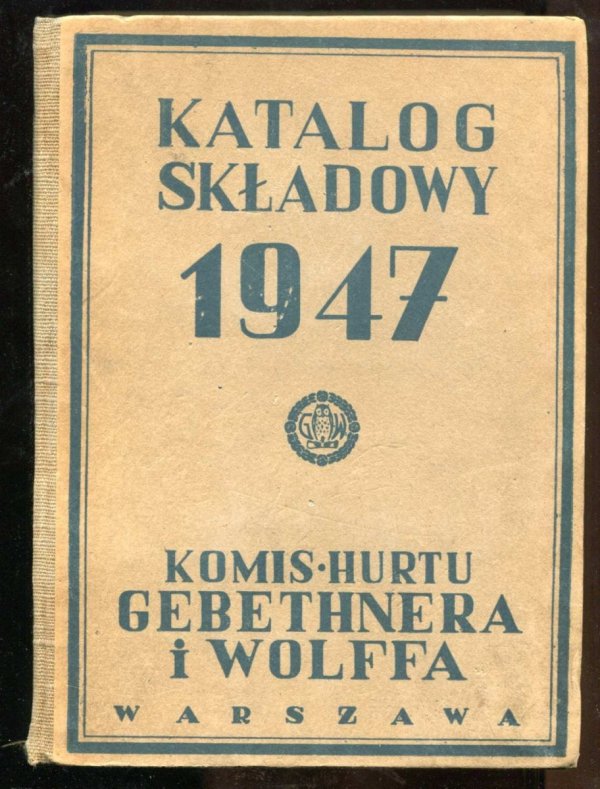 KATALOG
SKŁADOWY
1947
G W
KOMIS·HURTU
GEBETHNERA
i WOLFFA
WARSZAWA